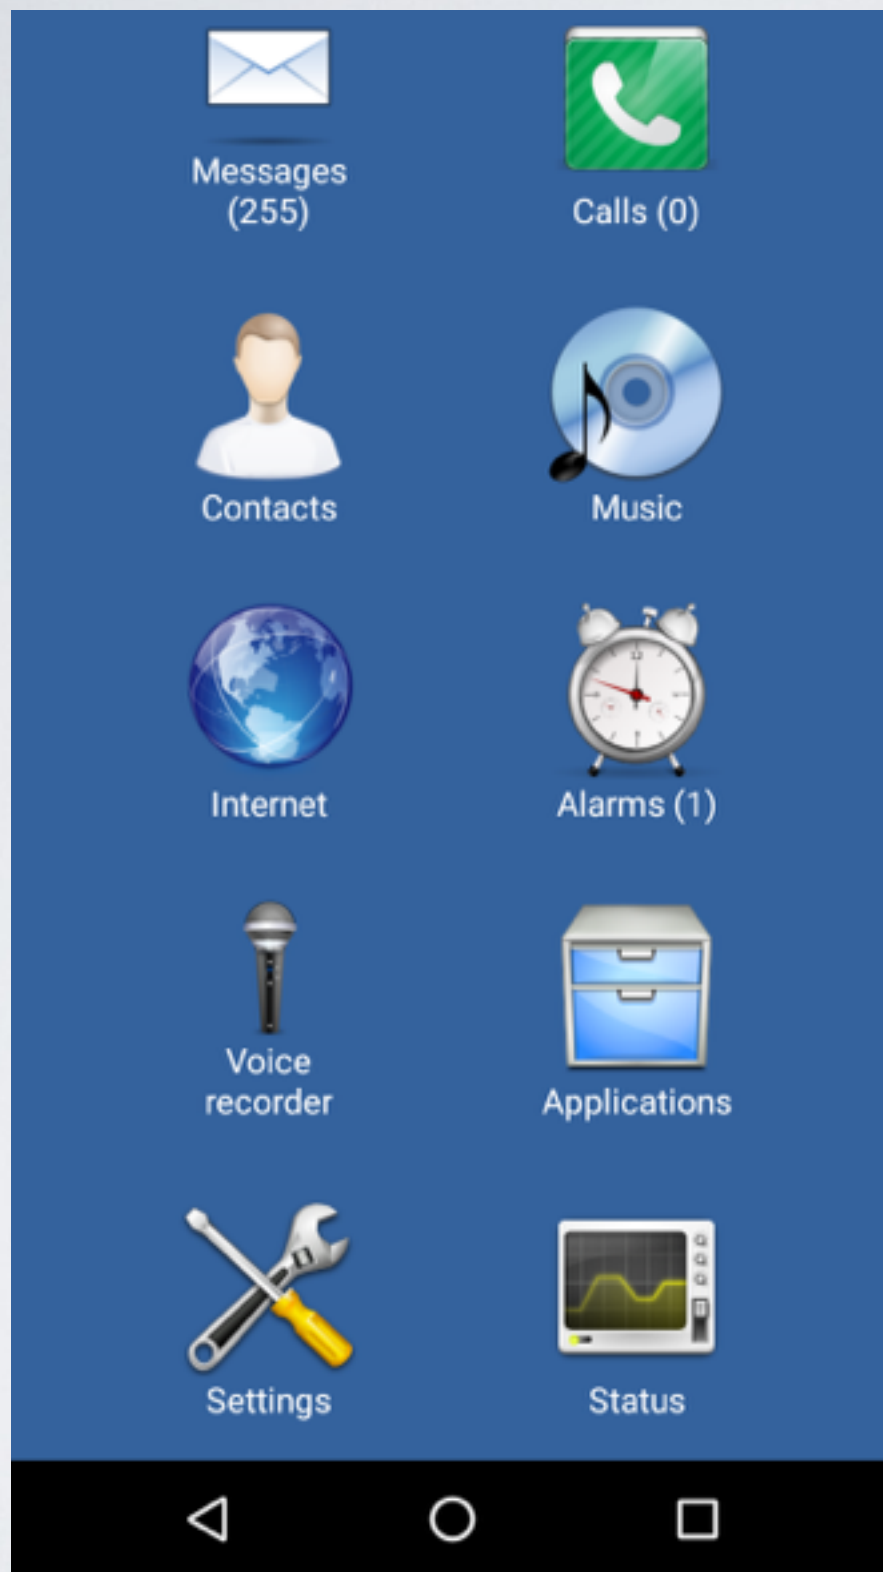 Messages
(255)
Calls (0)
Contacts
Music
Internet
Alarms (1)
Voice
recorder
Applications
Settings
Status